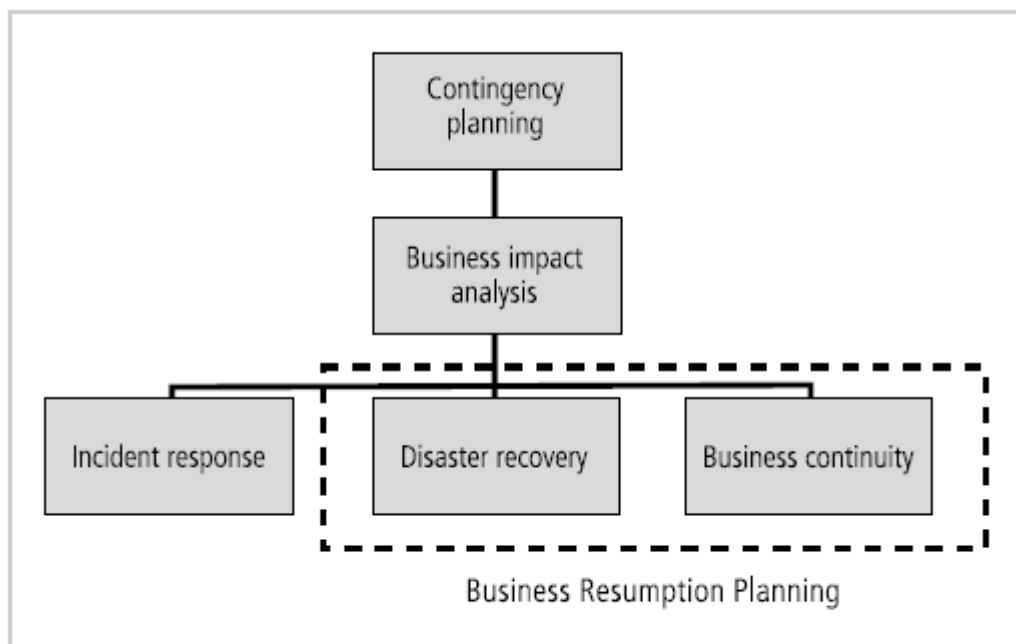 Contingency
planning
Business impact
analysis
Incident response
Disaster recovery
Business continuity
Business Resumption Planning